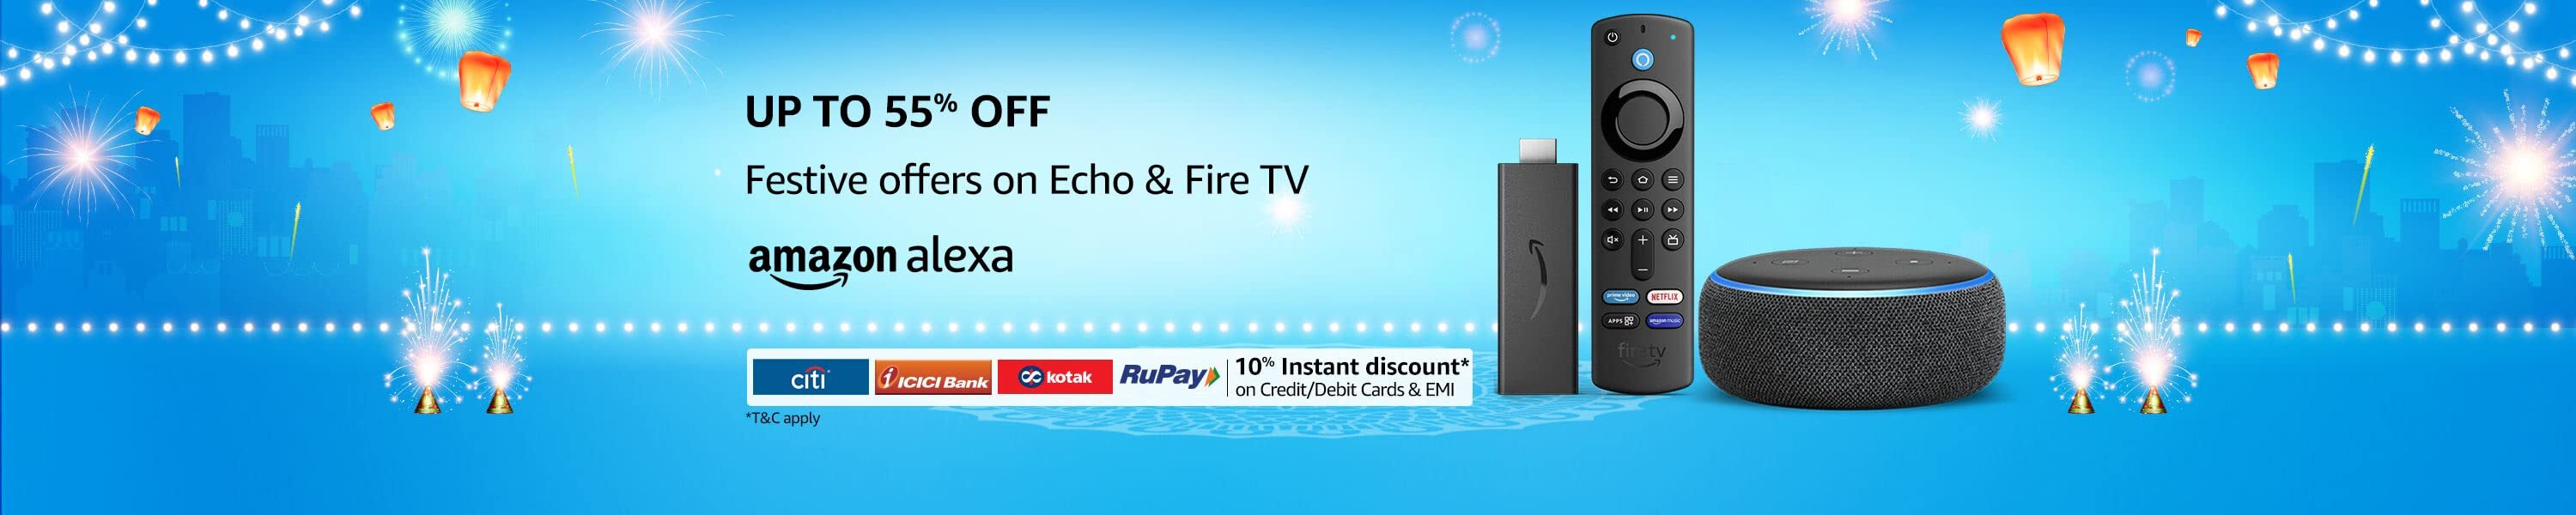 UP TO 55% OFF
Festive offers on Echo & Fire TV
amazon alexa
citi
ICICI Bank
kotak
RuPay
10% Instant discount*
on Credit/Debit Cards & EMI
*T&C apply
prime video
NETFLIX
APPS
amazon music
fire tv